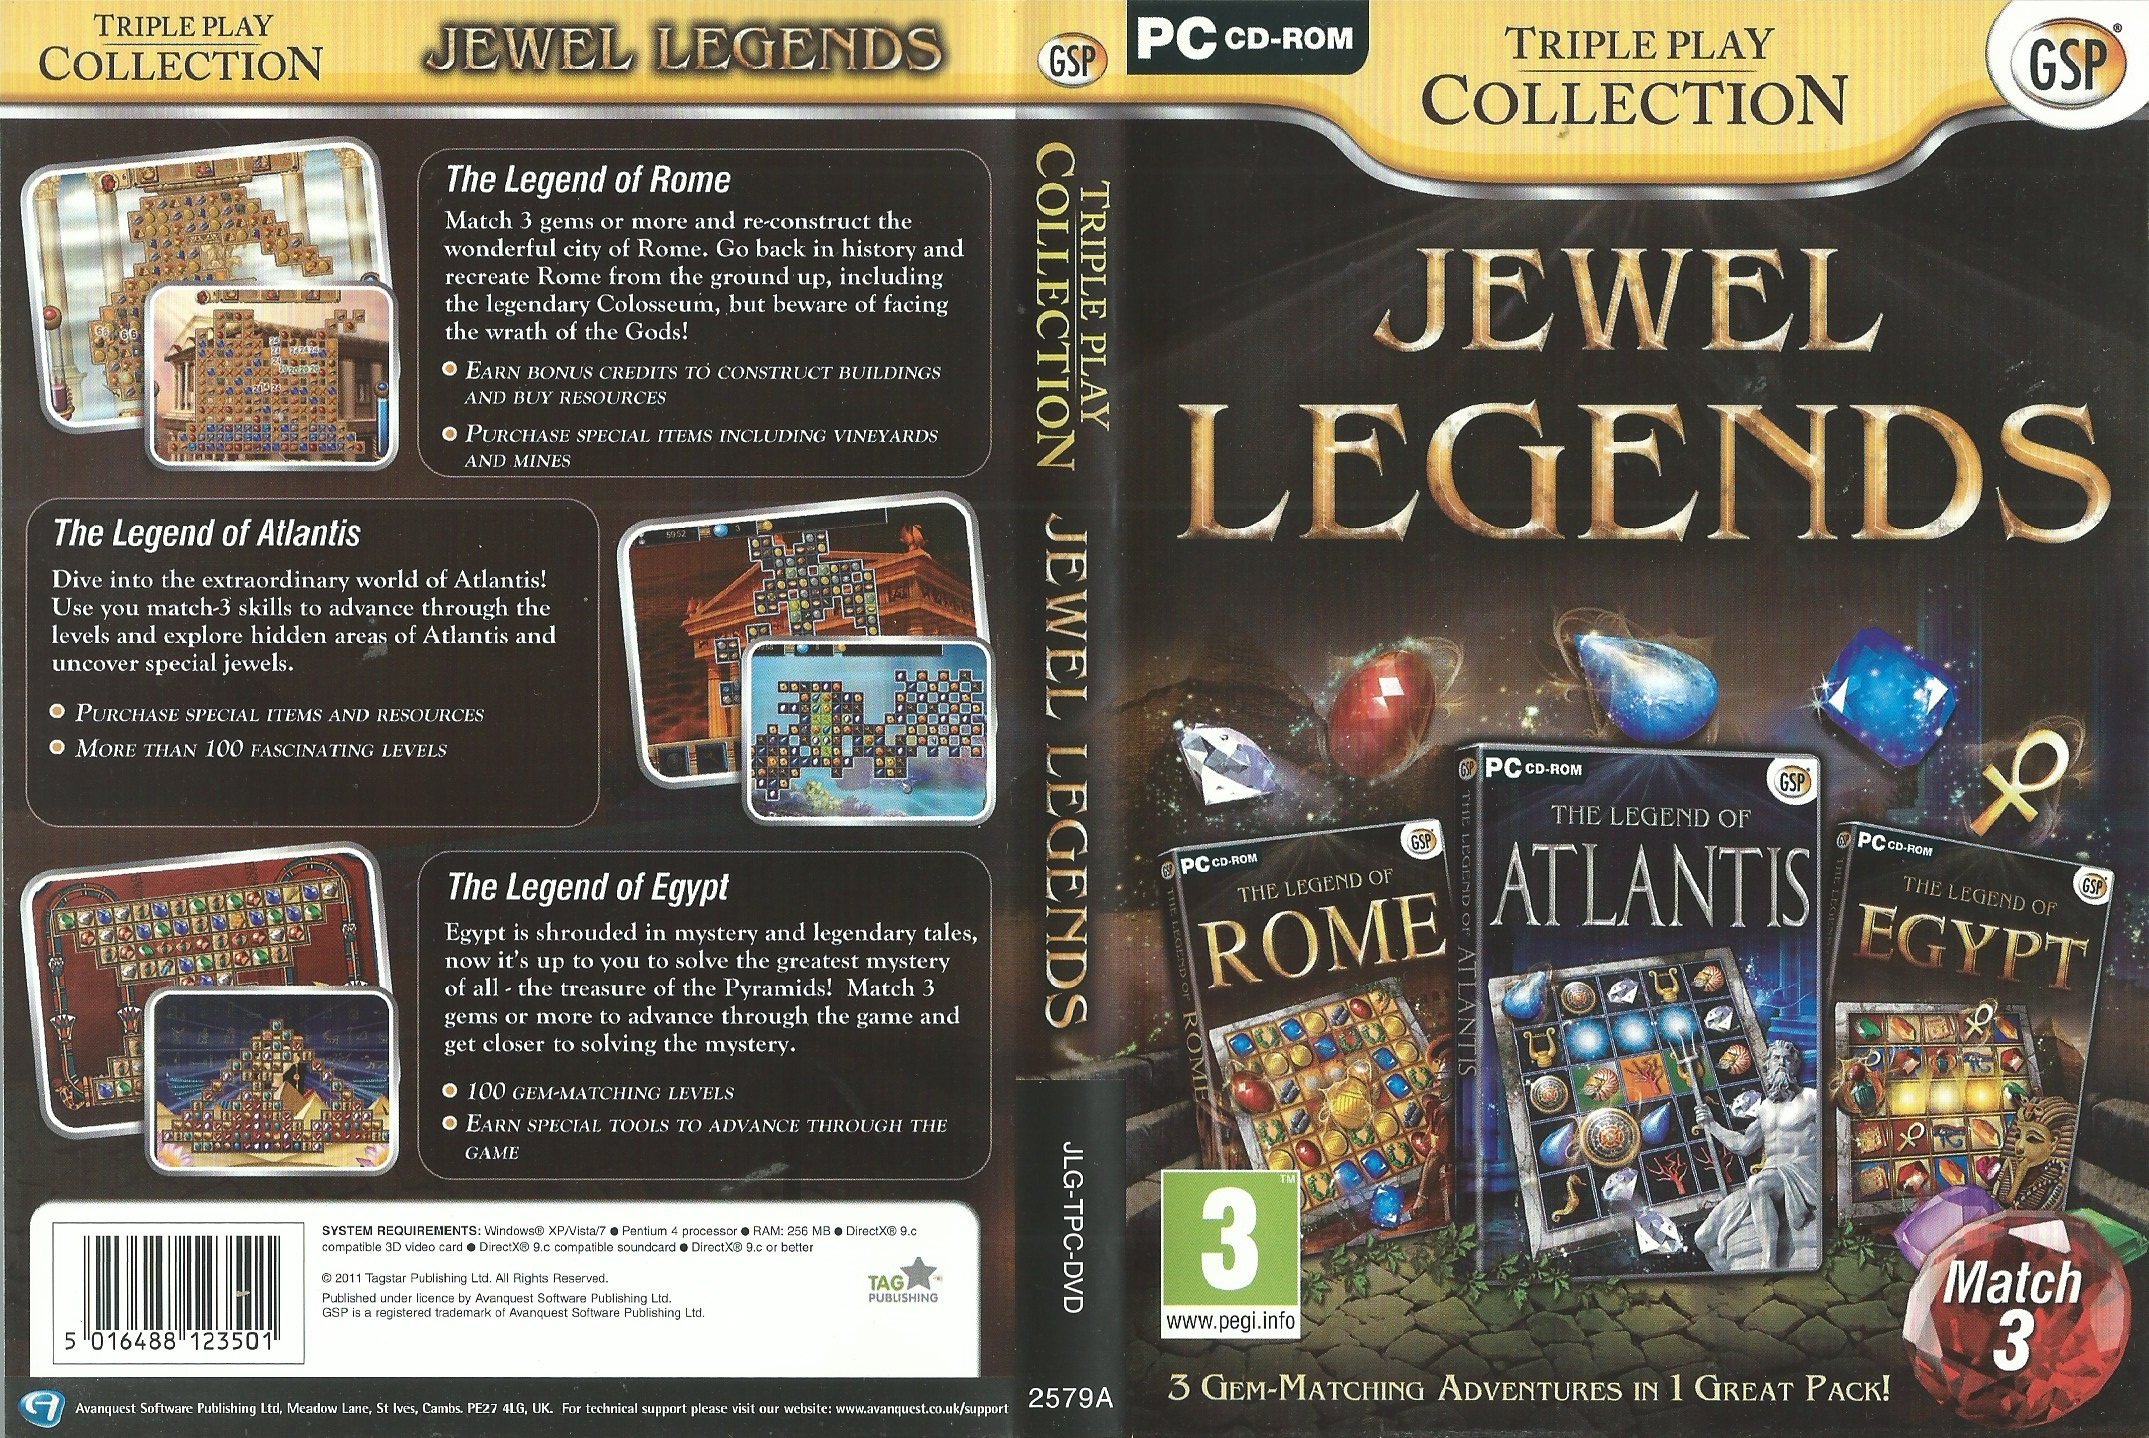 TRIPLE PLAY
COLLECTION
JEWEL LEGENDS
The Legend of Rome
Match 3 gems or more and re-construct the
wonderful city of Rome. Go back in history and
recreate Rome from the ground up, including
the legendary Colosseum, but beware of facing
the wrath of the Gods!
EARN BONUS CREDITS TO CONSTRUCT BUILDINGS
AND BUY RESOURCES
PURCHASE SPECIAL ITEMS INCLUDING VINEYARDS
AND MINES
The Legend of Atlantis
Dive into the extraordinary world of Atlantis!
Use you match-3 skills to advance through the
levels and explore hidden areas of Atlantis and
uncover special jewels.
PURCHASE SPECIAL ITEMS AND RESOURCES
MORE THAN 100 FASCINATING LEVELS
The Legend of Egypt
Egypt is shrouded in mystery and legendary tales,
now it's up to you to solve the greatest mystery
of all - the treasure of the Pyramids! Match 3
gems or more to advance through the game and
get closer to solving the mystery.
100 GEM-MATCHING LEVELS
EARN SPECIAL TOOLS TO ADVANCE THROUGH THE
GAME
5 016488 123501
SYSTEM REQUIREMENTS: Windows® XP/Vista/7 ● Pentium 4 processor ● RAM: 256 MB ● DirectX® 9.c
compatible 3D video card ● DirectX® 9.c compatible soundcard ● DirectX® 9.c or better
© 2011 Tagstar Publishing Ltd. All Rights Reserved.
Published under licence by Avanquest Software Publishing Ltd.
GSP is a registered trademark of Avanquest Software Publishing Ltd.
TAG
PUBLISHING
Avanquest Software Publishing Ltd, Meadow Lane, St Ives, Cambs. PE27 4LG, UK. For technical support please visit our website: www.avanquest.co.uk/support
GSP
TRIPLE PLAY
COLLECTION
JEWEL LEGENDS
JLG-TPC-DVD
2579A
PC CD-ROM
TRIPLE PLAY
COLLECTION
GSP®
JEWEL
LEGENDS
PC CD-ROM
GSP
THE LEGEND OF
ROME
THE LEGEND OF ROME
GSP
PC CD-ROM
GSP
THE LEGEND OF
ATLANTIS
THE LEGEND OF ATLANTIS
PC CD-ROM
GSP
THE LEGEND OF
EGYPT
3™
www.pegi.info
Match
3
3 GEM-MATCHING ADVENTURES IN 1 GREAT PACK!